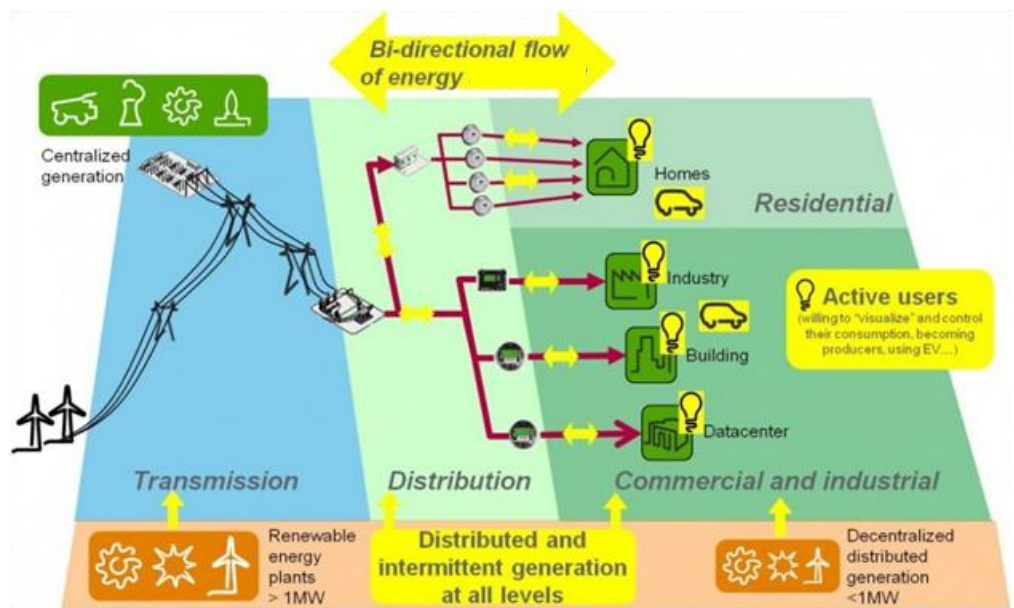 Bi-directional flow
of energy
Centralized
generation
Homes
Residential
Industry
Active users
(willing to "visualize" and control
their consumption, becoming
producers, using EV....)
Building
Datacenter
Transmission
Distribution
Commercial and industrial
Renewable
energy
plants
> 1MW
Distributed and
intermittent generation
at all levels
Decentralized
distributed
generation
<1MW